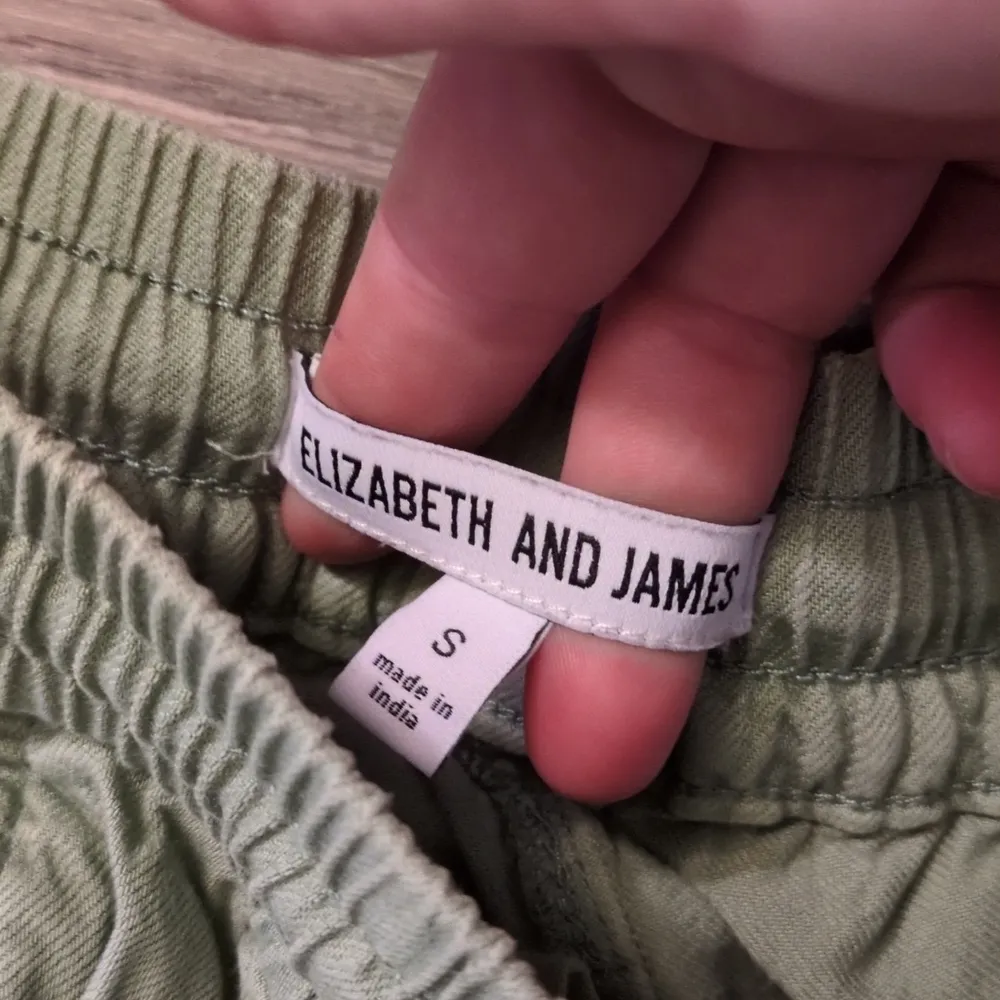 ELIZABETH AND JAMES
S
made in
india